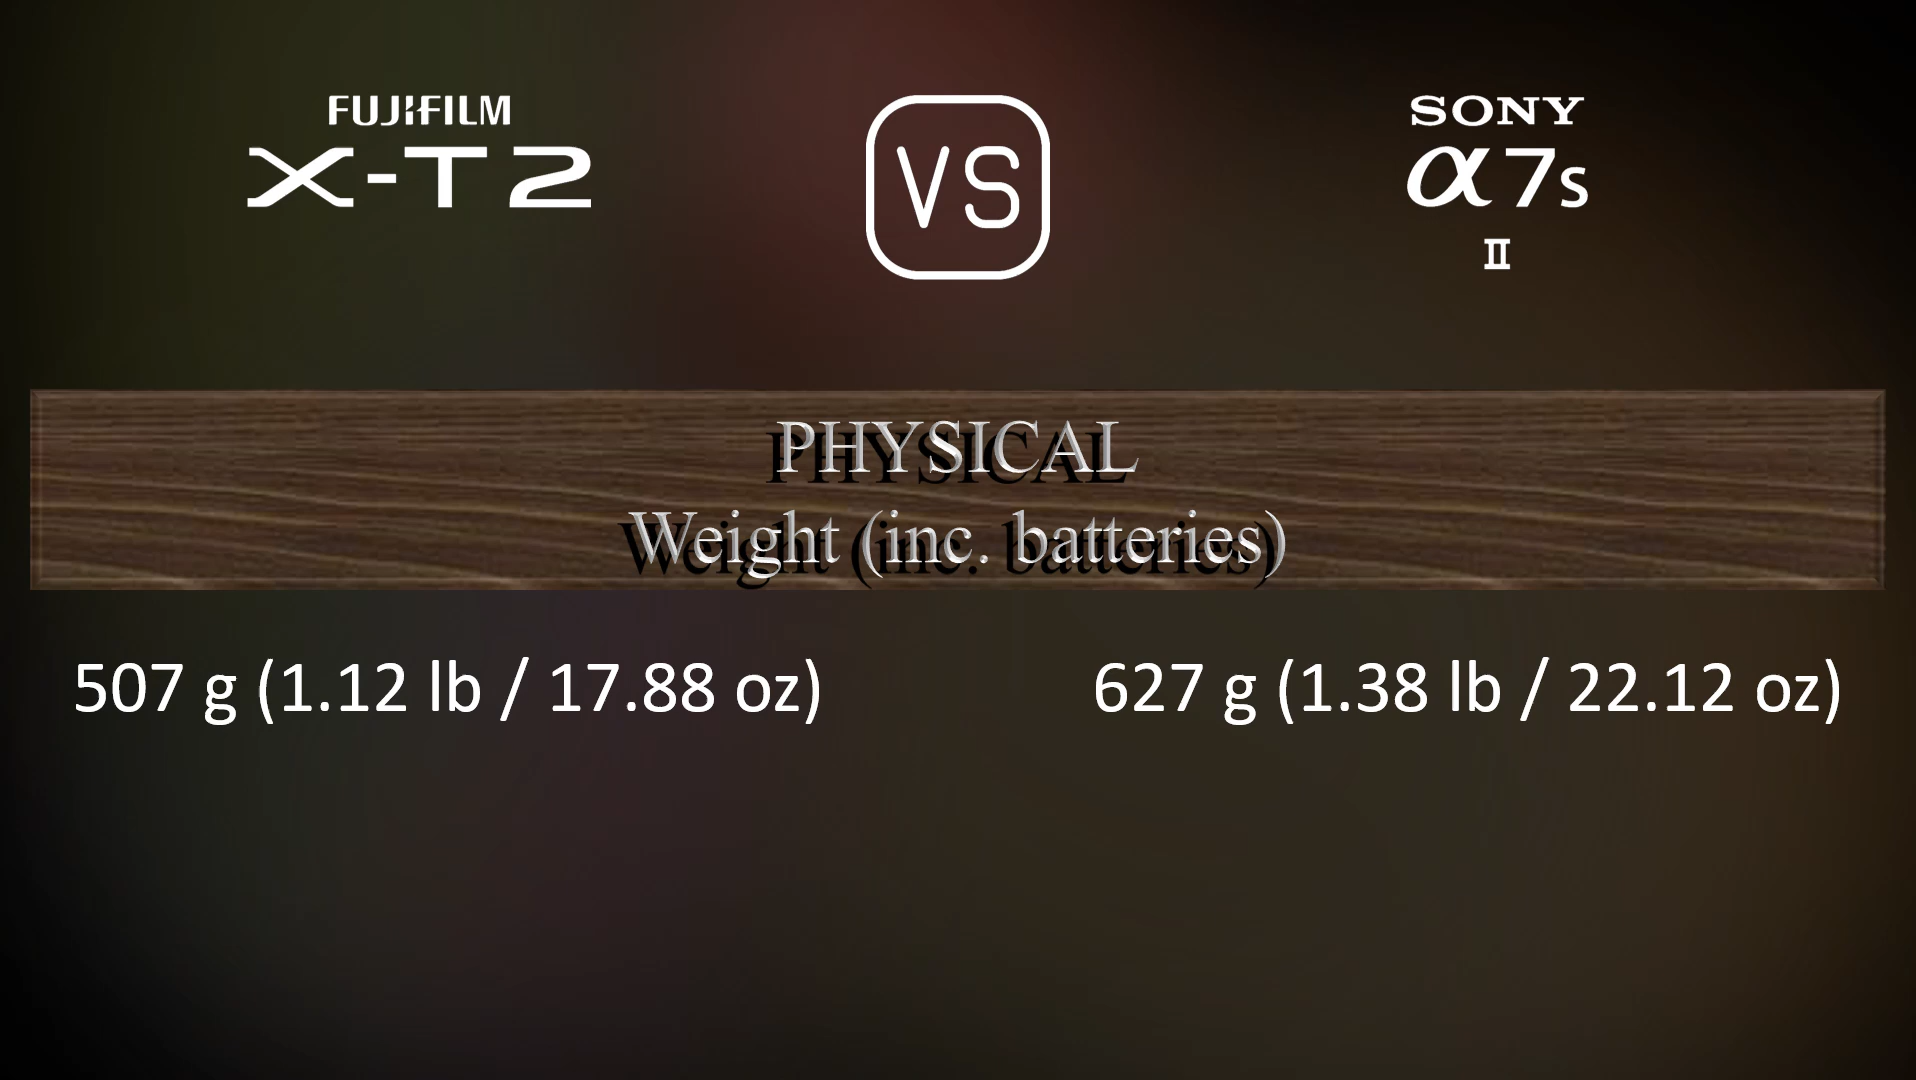 FUJIFILM
X-T2
VS
SONY
α7s
II
PHYSICAL
Weight (inc. batteries)
507 g (1.12 lb / 17.88 oz)
627 g (1.38 lb / 22.12 oz)